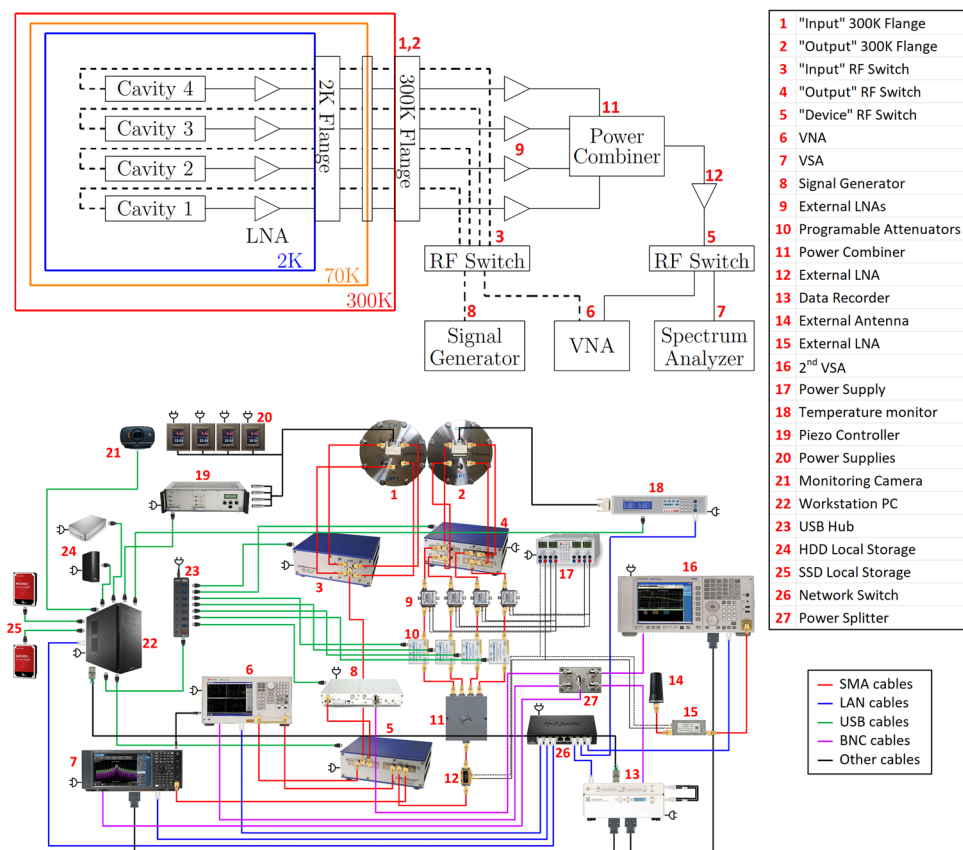 1,2
Cavity 4
Cavity 3
Cavity 2
Cavity 1
LNA
2K Flange
300K Flange
2K
70K
300K
9
11
Power
Combiner
12
3
RF Switch
5
RF Switch
8
Signal
Generator
6
VNA
7
Spectrum
Analyzer
1 "Input" 300K Flange
2 "Output" 300K Flange
3 "Input" RF Switch
4 "Output" RF Switch
5 "Device" RF Switch
6 VNA
7 VSA
8 Signal Generator
9 External LNAs
10 Programable Attenuators
11 Power Combiner
12 External LNA
13 Data Recorder
14 External Antenna
15 External LNA
16 2nd VSA
17 Power Supply
18 Temperature monitor
19 Piezo Controller
20 Power Supplies
21 Monitoring Camera
22 Workstation PC
23 USB Hub
24 HDD Local Storage
25 SSD Local Storage
26 Network Switch
27 Power Splitter
20
21
19
1
2
18
4
3
24
23
17
16
9
25
22
10
6
8
27
14
15
11
5
26
7
12
13
SMA cables
LAN cables
USB cables
BNC cables
Other cables